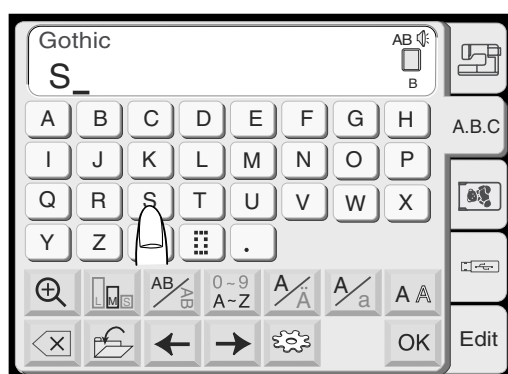 Gothic
AB
S_
B
A B C D E F G H
A.B.C
I J K L M N O P
Q R S T U V W X
Y Z .
L M S
AB AB
0~9 A~Z
A Ä
A a
A A
OK
Edit